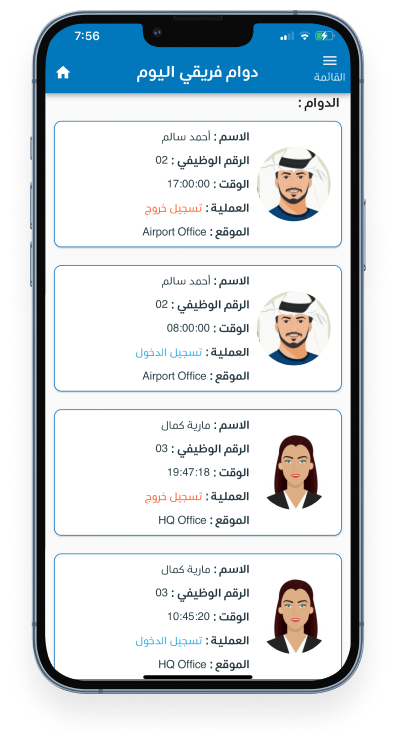 7:56
القائمة
دوام فريقي اليوم
الدوام :
الاسم : أحمد سالم
الرقم الوظيفي : 02
الوقت : 17:00:00
العملية : تسجيل خروج
الموقع : Airport Office
الاسم : أحمد سالم
الرقم الوظيفي : 02
الوقت : 08:00:00
العملية : تسجيل الدخول
الموقع : Airport Office
الاسم : مارية كمال
الرقم الوظيفي : 03
الوقت : 19:47:18
العملية : تسجيل خروج
الموقع : HQ Office
الاسم : مارية كمال
الرقم الوظيفي : 03
الوقت : 10:45:20
العملية : تسجيل الدخول
الموقع : HQ Office